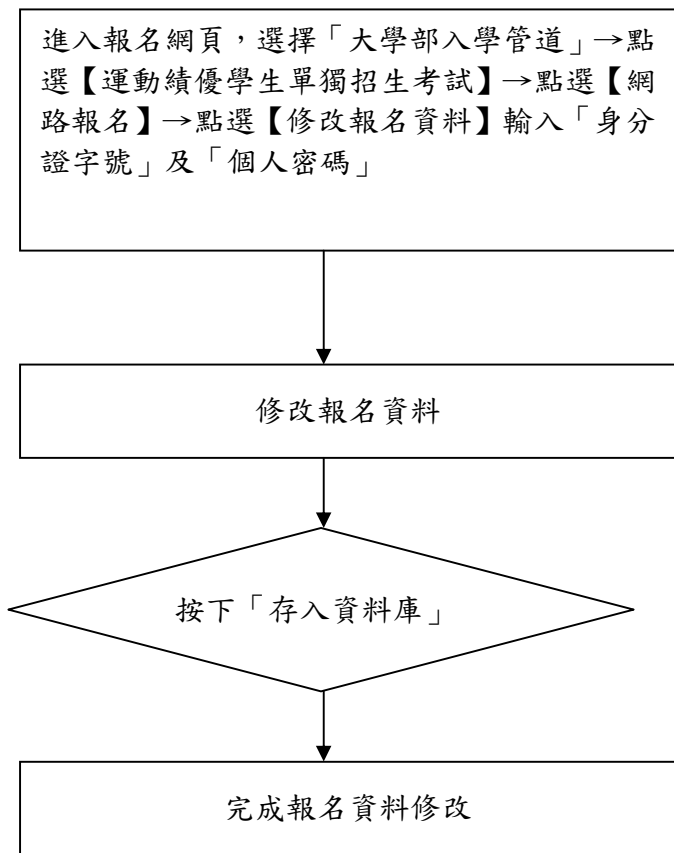 進入報名網頁，選擇「大學部入學管道」→點
選【運動績優學生單獨招生考試】→點選【網
路報名】→點選【修改報名資料】輸入「身分
證字號」及「個人密碼」
修改報名資料
按下「存入資料庫」
完成報名資料修改